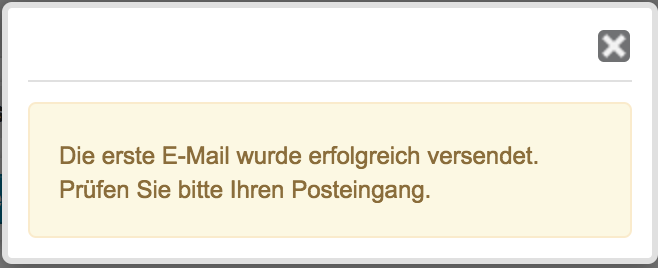 Die erste E-Mail wurde erfolgreich versendet.
Prüfen Sie bitte Ihren Posteingang.